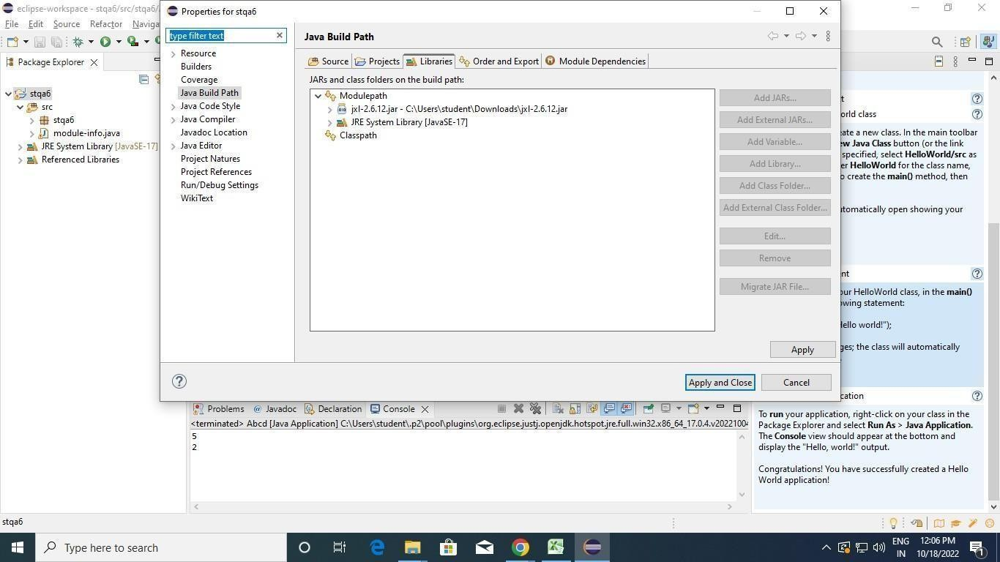 eclipse-workspace - stqa6/src/stqa6/
File Edit Source Refactor Naviga
Package Explorer
stqa6
src
stqa6
module-info.java
JRE System Library [JavaSE-17]
Referenced Libraries
Properties for stqa6
type filter text
Resource
Builders
Coverage
Java Build Path
Java Code Style
Java Compiler
Javadoc Location
Java Editor
Project Natures
Project References
Run/Debug Settings
WikiText
Java Build Path
Source Projects Libraries Order and Export Module Dependencies
JARs and class folders on the build path:
Modulepath
jxl-2.6.12.jar - C:\Users\student\Downloads\jxl-2.6.12.jar
JRE System Library [JavaSE-17]
Classpath
Add JARs...
Add External JARs...
Add Variable...
Add Library...
Add Class Folder...
Add External Class Folder...
Edit...
Remove
Migrate JAR File...
Apply
Apply and Close Cancel
t
orld class
eate a new class. In the main toolbar
ew Java Class button (or the link
specified, select HelloWorld/src as
er HelloWorld for the class name,
o create the main() method, then
utomatically open showing your
ent
our HelloWorld class, in the main()
owing statement:
ello world!");
ges; the class will automatically
ication
To run your application, right-click on your class in the
Package Explorer and select Run As > Java Application.
The Console view should appear at the bottom and
display the "Hello, world!" output.
Congratulations! You have successfully created a Hello
World application!
Problems @ Javadoc Declaration Console
<terminated> Abcd [Java Application] C:\Users\student\.p2\pool\plugins\org.eclipse.justj.openjdk.hotspot.jre.full.win32.x86_64_17.0.4.v2022100
5
2
stqa6
Type here to search
ENG
IN
12:06 PM
10/18/2022
1